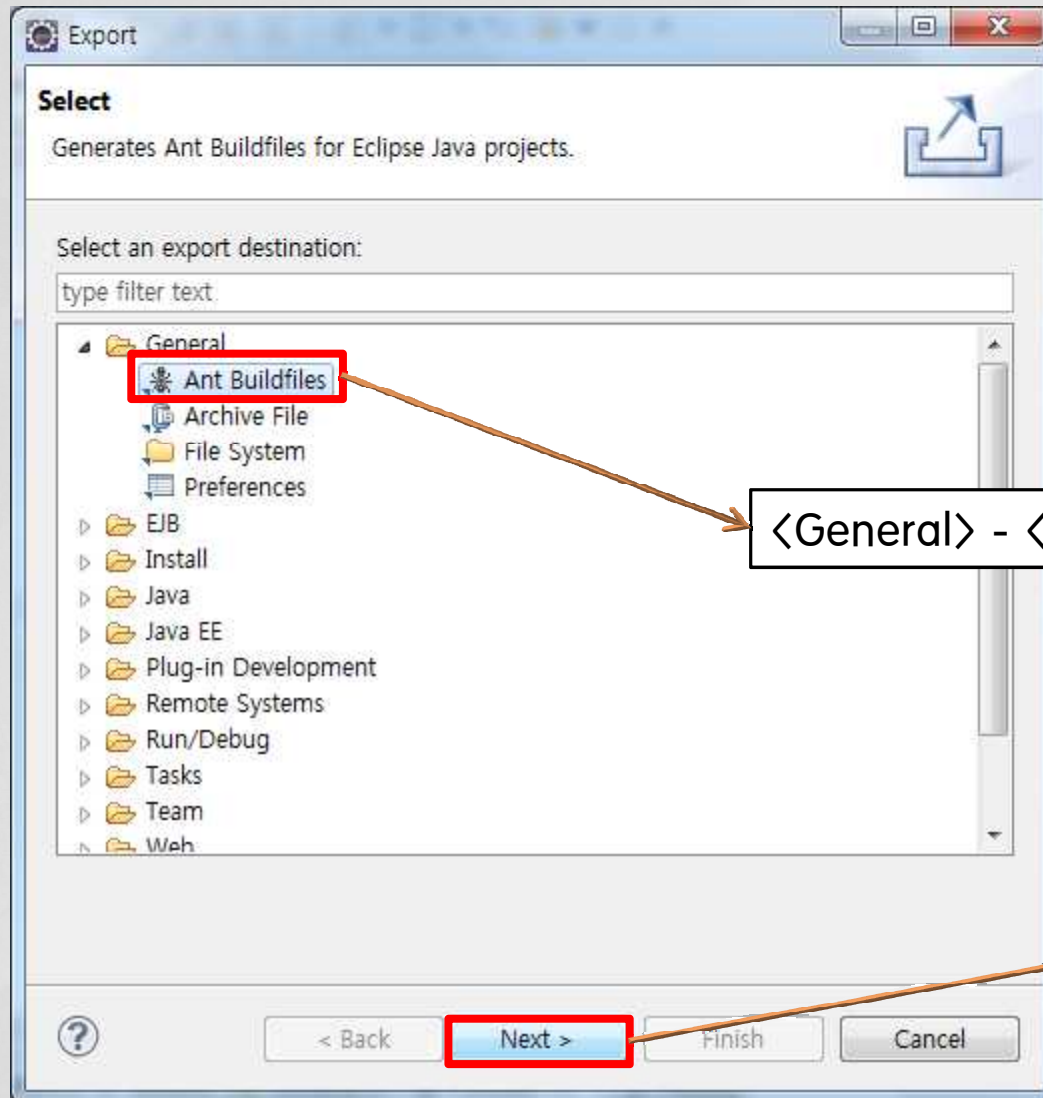 Export
Select
Generates Ant Buildfiles for Eclipse Java projects.
Select an export destination:
type filter text
General
Ant Buildfiles
Archive File
File System
Preferences
<General> - <
EJB
Install
Java
Java EE
Plug-in Development
Remote Systems
Run/Debug
Tasks
Team
Web
?
< Back
Next >
Finish
Cancel